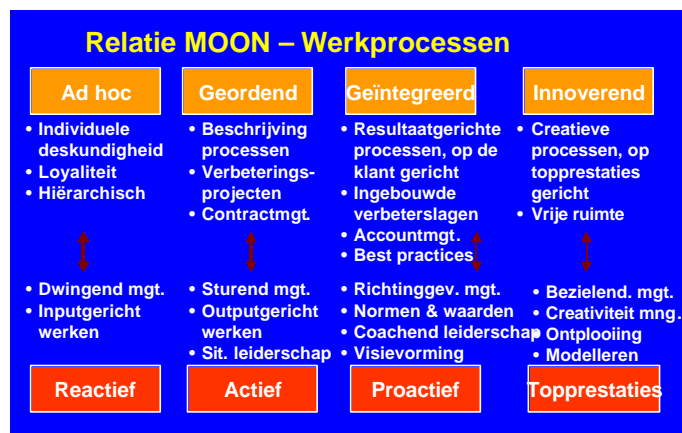 Relatie MOON – Werkprocessen
Ad hoc
• Individuele
deskundigheid
• Loyaliteit
• Hiërarchisch
• Dwingend mgt.
• Inputgericht
werken
Reactief
Geordend
• Beschrijving
processen
• Verbeterings-
projecten
• Contractmgt.
• Sturend mgt.
• Outputgericht
werken
• Sit. leiderschap
Actief
Geïntegreerd
• Resultaatgerichte
processen, op de
klant gericht
• Ingebouwde
verbeterslagen
• Accountmgt.
• Best practices
• Richtinggev. mgt.
• Normen & waarden
• Coachend leiderschap
• Visievorming
Proactief
Innoverend
• Creatieve
processen, op
topprestaties
gericht
• Vrije ruimte
• Bezielend. mgt.
• Creativiteit mng.
• Ontplooiing
• Modelleren
Topprestaties